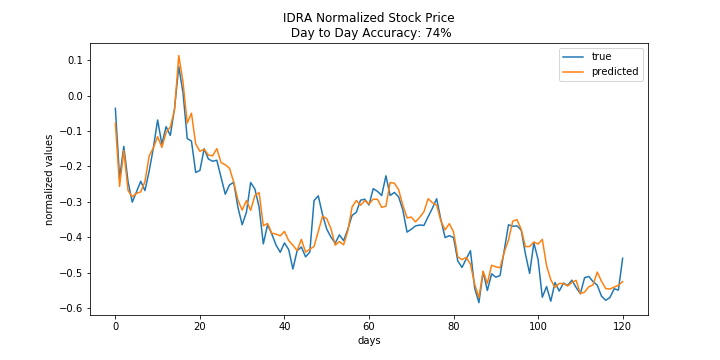 IDRA Normalized Stock Price
Day to Day Accuracy: 74%
true
predicted
normalized values
0.1
0.0
−0.1
−0.2
−0.3
−0.4
−0.5
−0.6
0 20 40 60 80 100 120
days